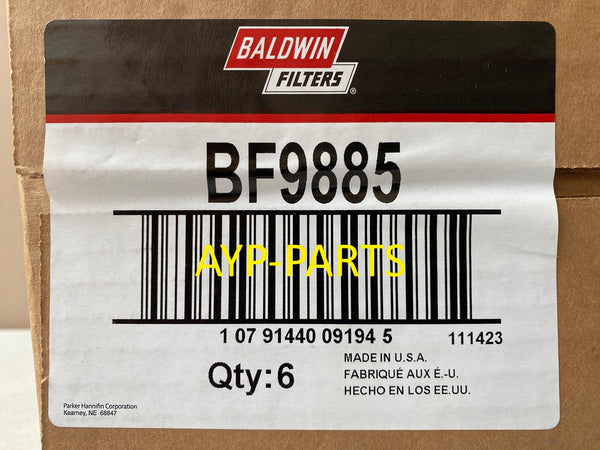 BALDWIN
FILTERS®
BF9885
AYP-PARTS
1 07 91440 09194 5
111423
Qty: 6
MADE IN U.S.A.
FABRIQUÉ AUX É.-U.
HECHO EN LOS EE.UU.
Parker Hannifin Corporation
Kearney, NE 68847